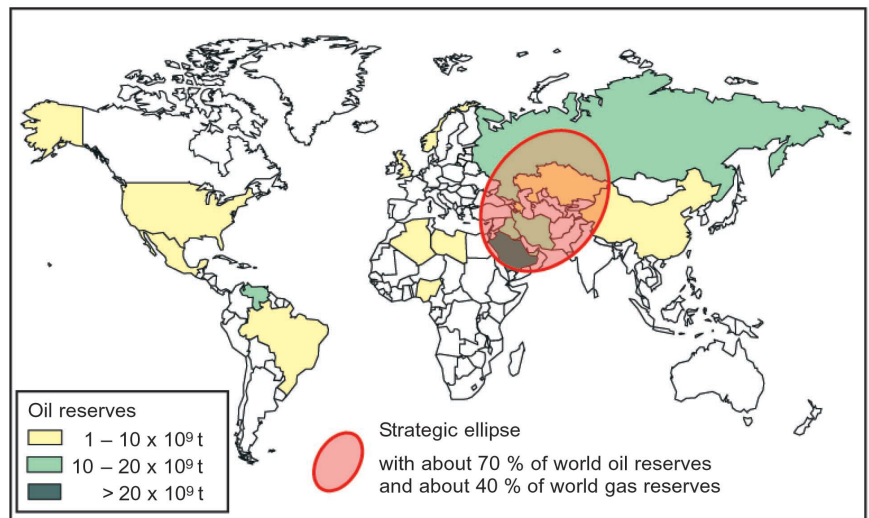 Oil reserves
1 – 10 x 10⁹ t
10 – 20 x 10⁹ t
> 20 x 10⁹ t
Strategic ellipse
with about 70 % of world oil reserves
and about 40 % of world gas reserves